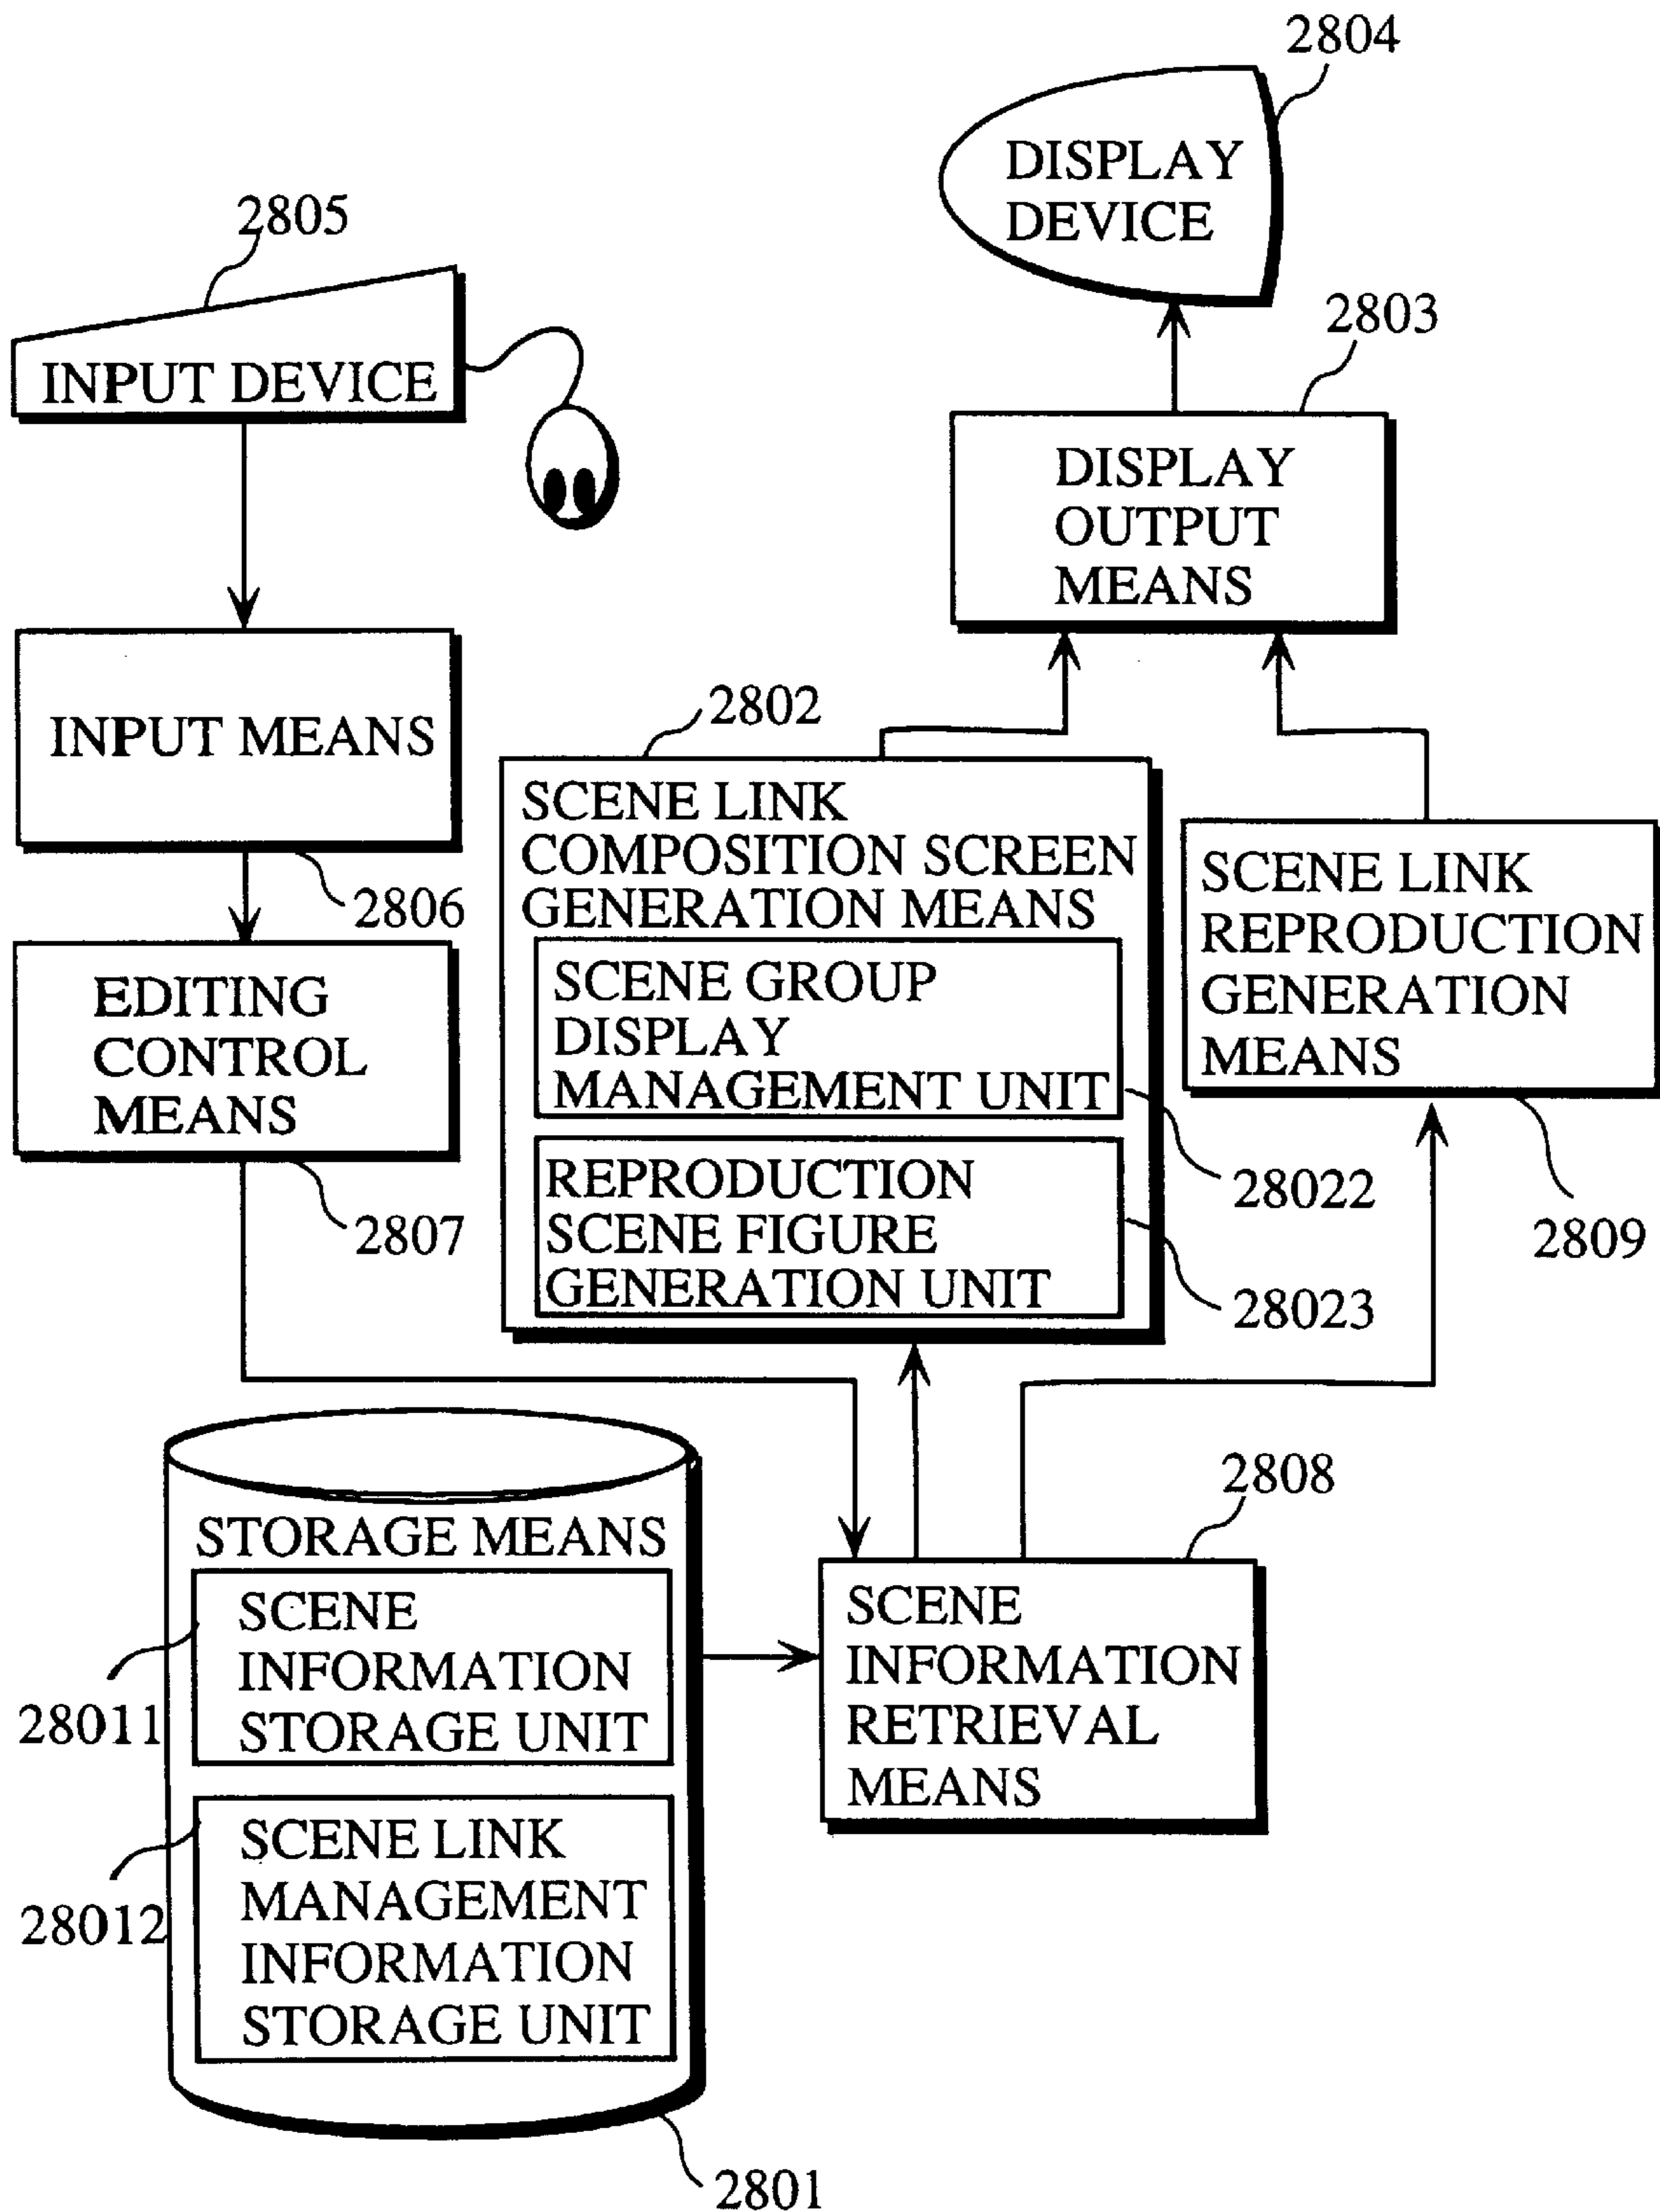 2804
DISPLAY
DEVICE
2805
INPUT DEVICE
2803
DISPLAY
OUTPUT
MEANS
INPUT MEANS
2806
2802
SCENE LINK
COMPOSITION SCREEN
GENERATION MEANS
SCENE GROUP
DISPLAY
MANAGEMENT UNIT
28022
REPRODUCTION
SCENE FIGURE
GENERATION UNIT
28023
SCENE LINK
REPRODUCTION
GENERATION
MEANS
2809
EDITING
CONTROL
MEANS
2807
STORAGE MEANS
SCENE
INFORMATION
STORAGE UNIT
28011
SCENE LINK
MANAGEMENT
INFORMATION
STORAGE UNIT
28012
2801
2808
SCENE
INFORMATION
RETRIEVAL
MEANS